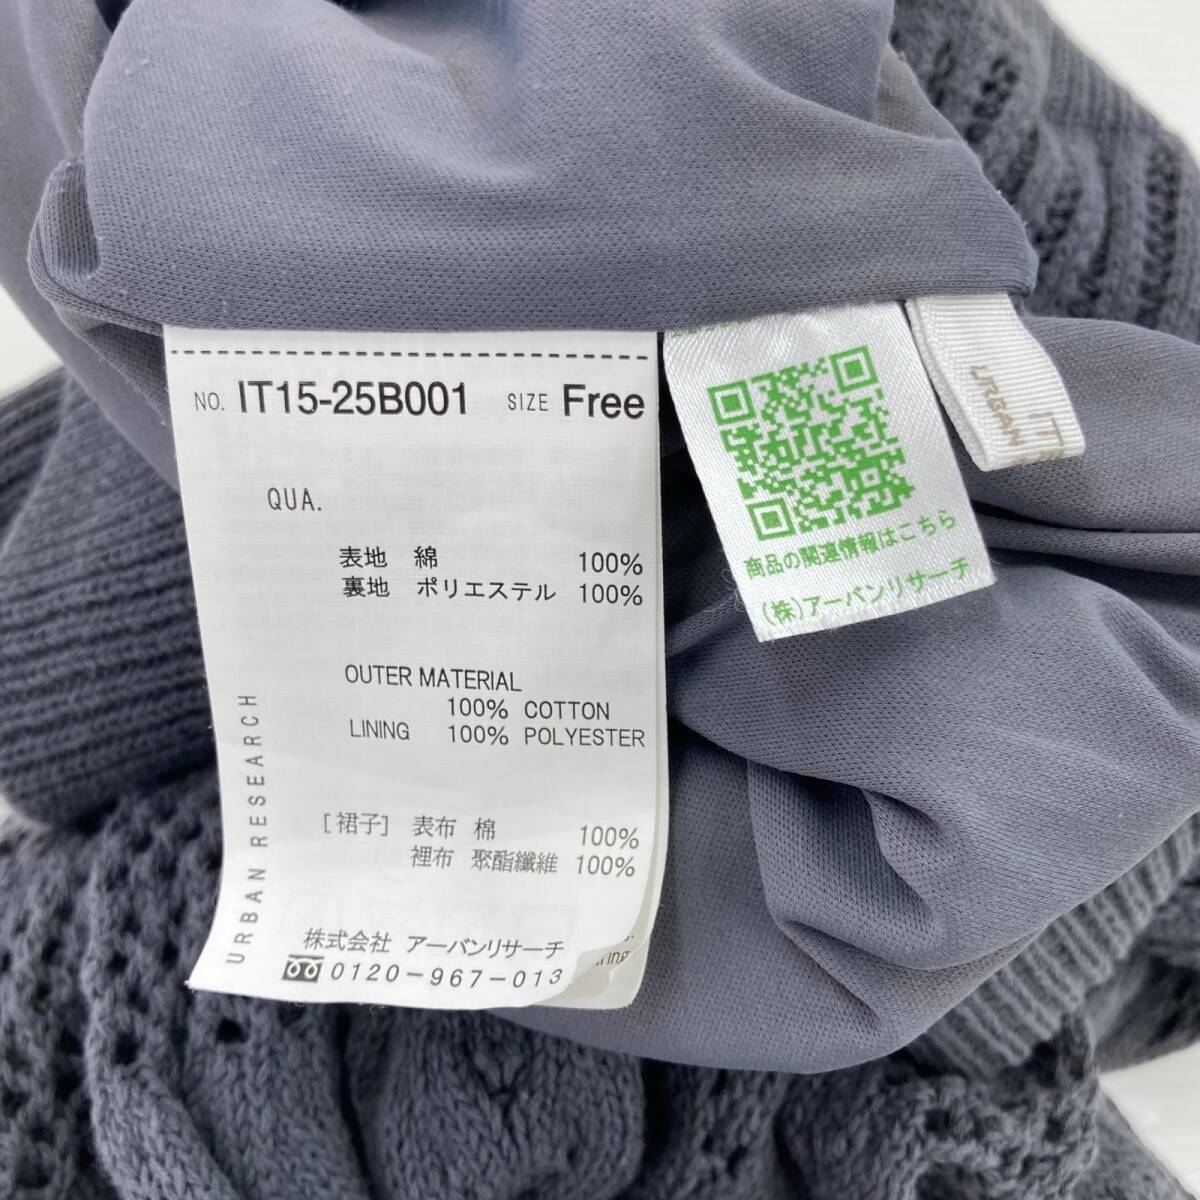 NO. IT15-25B001 SIZE Free
QUA.
表地 綿 100%
裏地 ポリエステル 100%
OUTER MATERIAL
100% COTTON
LINING 100% POLYESTER
[裙子] 表布 棉 100%
裡布 聚酯纖維 100%
URBAN RESEARCH
株式会社 アーバンリサーチ
0120-967-013
商品の関連情報はこちら
(株)アーバンリサーチ
URBAN